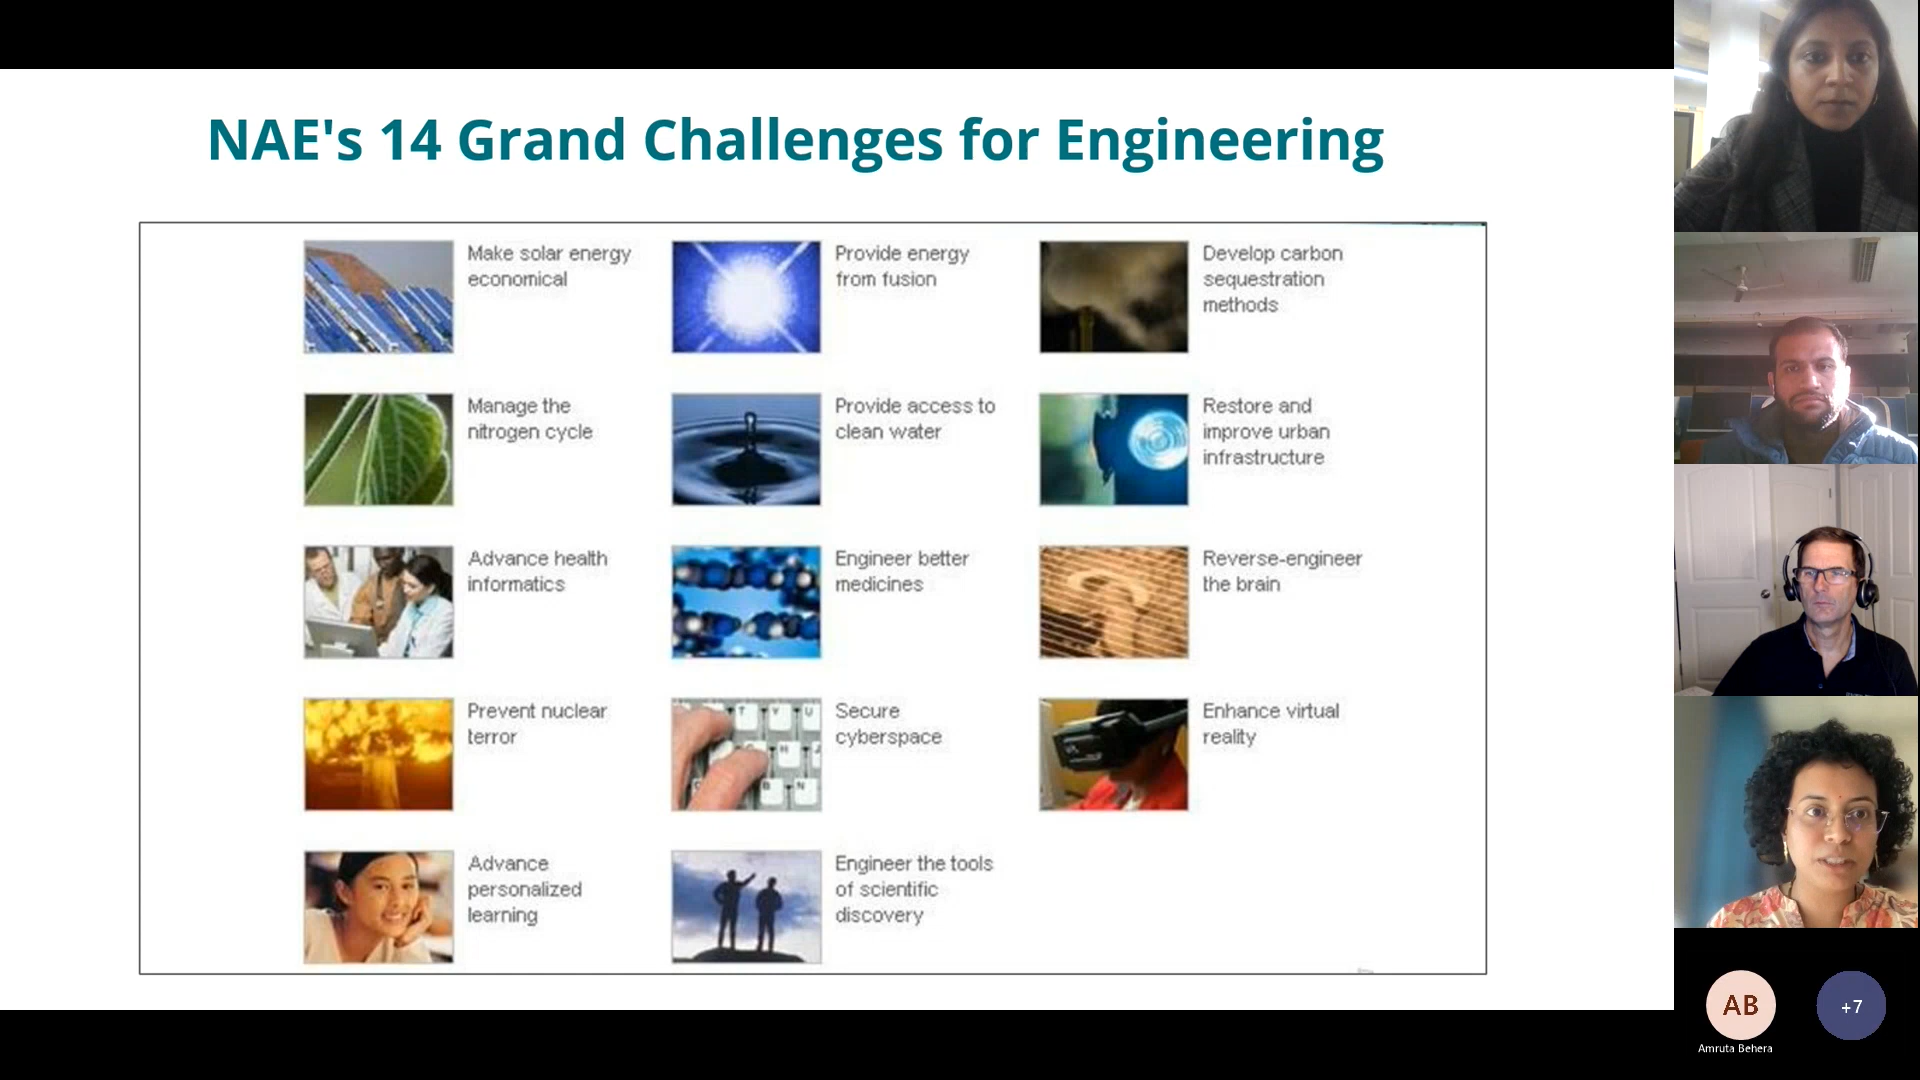 NAE's 14 Grand Challenges for Engineering
Make solar energy
economical
Provide energy
from fusion
Develop carbon
sequestration
methods
Manage the
nitrogen cycle
Provide access to
clean water
Restore and
improve urban
infrastructure
Advance health
informatics
Engineer better
medicines
Reverse-engineer
the brain
Prevent nuclear
terror
T Y U
H J
B N
Secure
cyberspace
Enhance virtual
reality
Advance
personalized
learning
Engineer the tools
of scientific
discovery
AB
+7
Amruta Behera